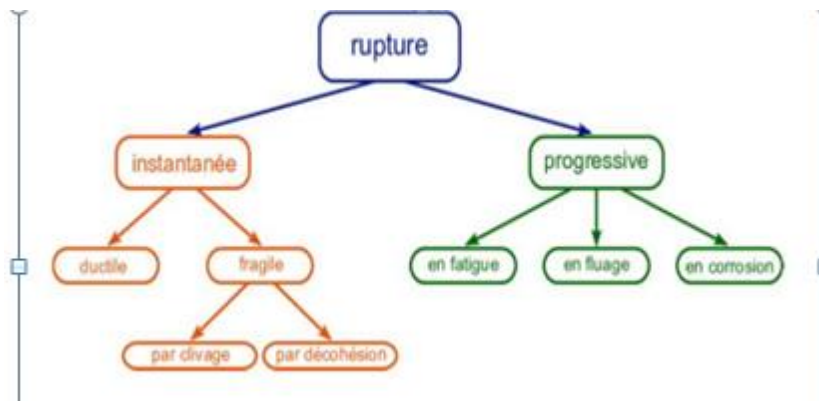 rupture
instantanée
progressive
ductile
fragile
en fatigue
en fluage
en corrosion
par clivage
par décohésion